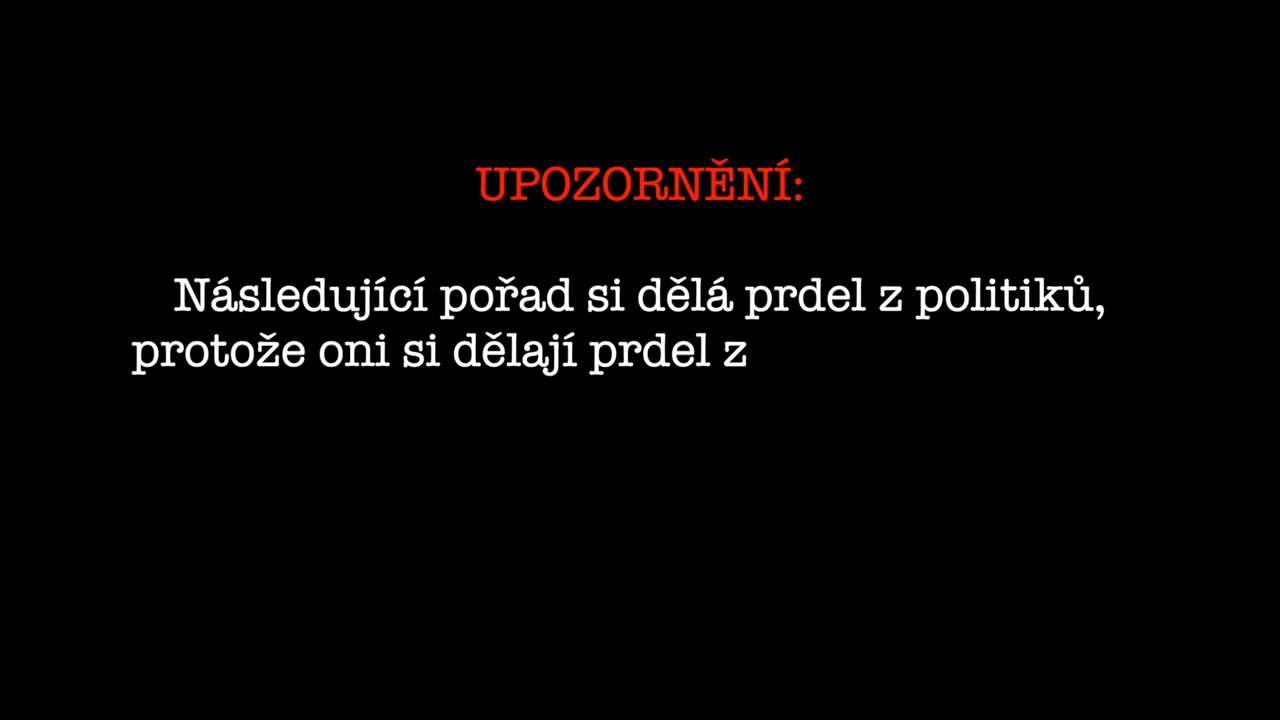 UPOZORNĚNÍ:
Následující pořad si dělá prdel z politiků,
protože oni si dělají prdel z